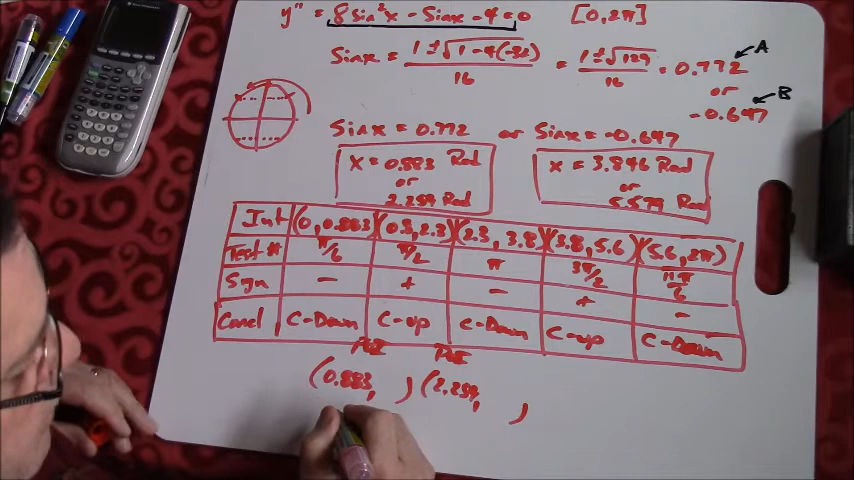 y" = 8sin²x - Sinx - 4 = 0 [0, 2π]
Sinx = 1 ± √1 - 4(-32) / 16 = 1 ± √129 / 16 = 0.772 ← A
or
-0.647 ← B
Sinx = 0.772 or Sinx = -0.647
x = 0.883 Rad x = 3.846 Rad
or or
2.259 Rad 5.579 Rad
Int (0, 0.883) (0.8, 2.3) (2.3, 3.8) (3.8, 5.6) (5.6, 2π)
Test # π/6 π/2 π 3π/2 11π/6
Sign - + - + -
Concl C-Down C-up C-Down C-up C-Down
POI POI
(0.883, ) (2.259, )